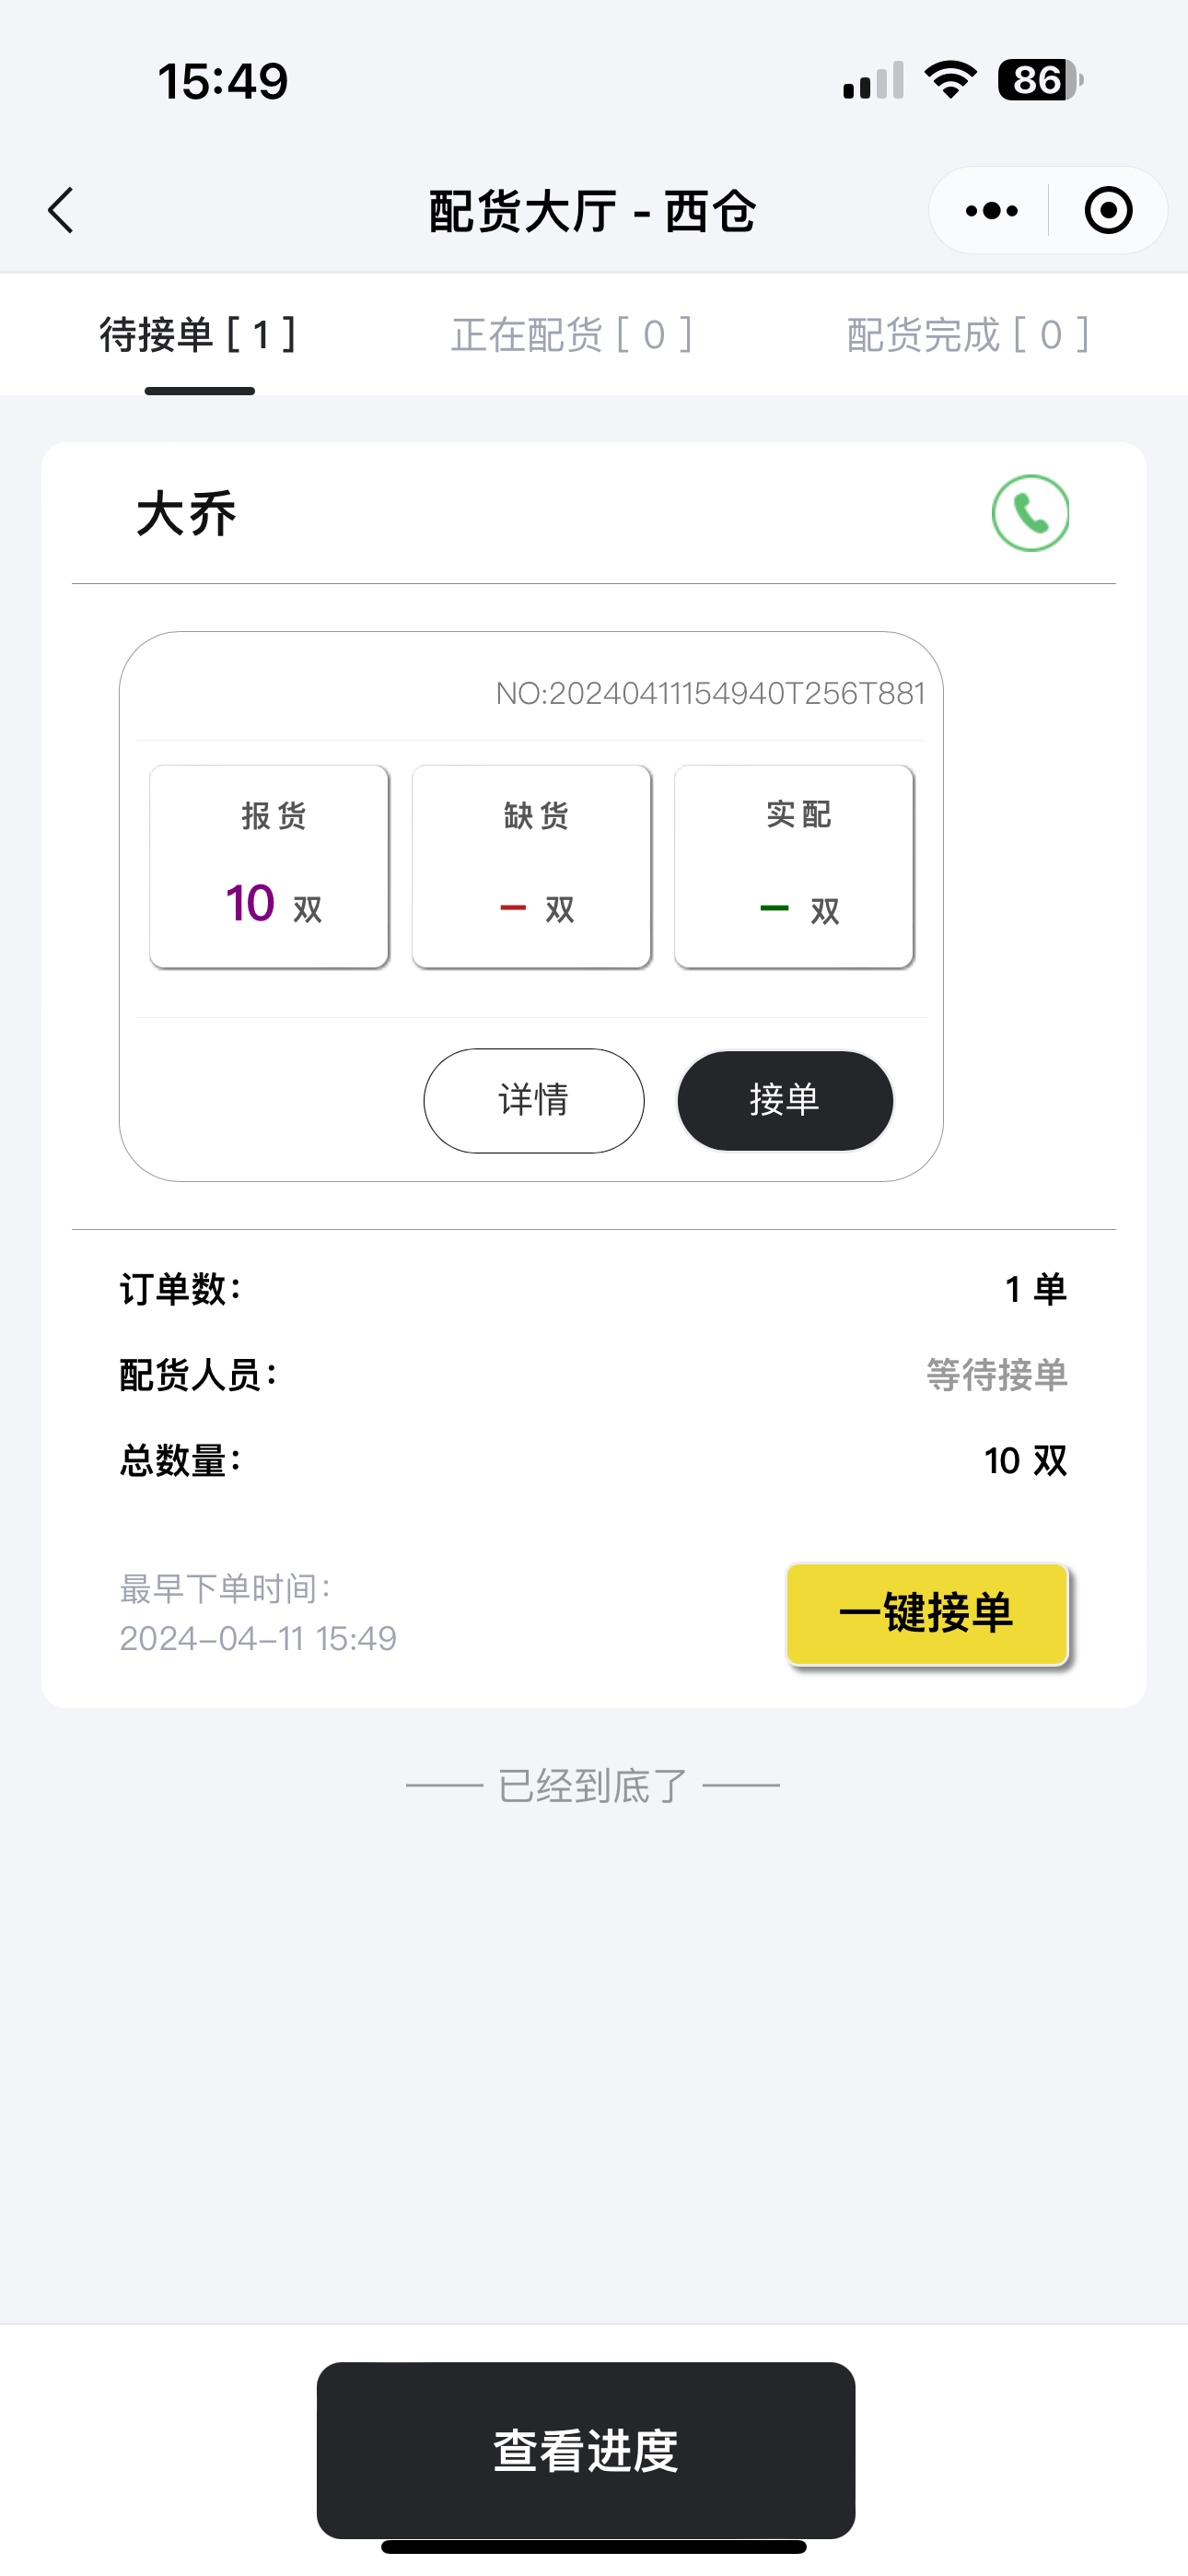 15:49
86
配货大厅 - 西仓
待接单 [ 1 ]
正在配货 [ 0 ]
配货完成 [ 0 ]
大乔
NO:20240411154940T256T881
报货
缺货
实配
10 双
– 双
– 双
详情
接单
订单数：
1 单
配货人员：
等待接单
总数量：
10 双
最早下单时间：
2024-04-11 15:49
一键接单
已经到底了
查看进度